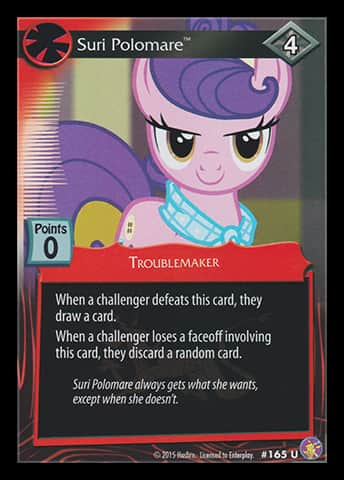 Suri Polomare™
4
Points
0
TROUBLEMAKER
When a challenger defeats this card, they
draw a card.
When a challenger loses a faceoff involving
this card, they discard a random card.
Suri Polomare always gets what she wants,
except when she doesn't.
© 2015 Hasbro. Licensed to Enterplay. #165 U